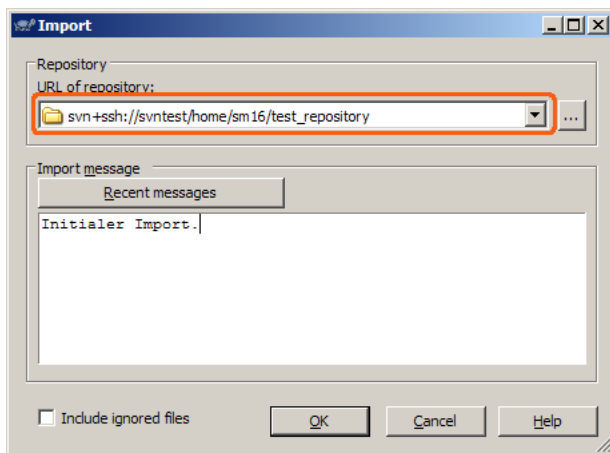 Import
Repository
URL of repository:
svn+ssh://svntest/home/sm16/test_repository
...
Import message
Recent messages
Initialer Import.
Include ignored files
OK
Cancel
Help